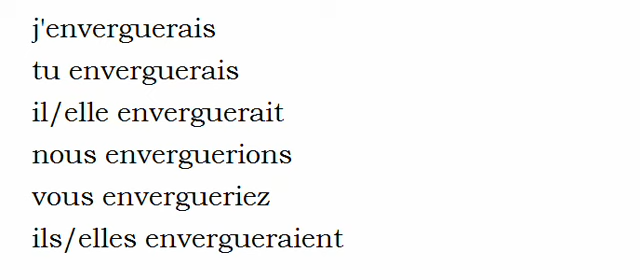 j'enverguerais
tu enverguerais
il/elle enverguerait
nous enverguerions
vous envergueriez
ils/elles envergueraient